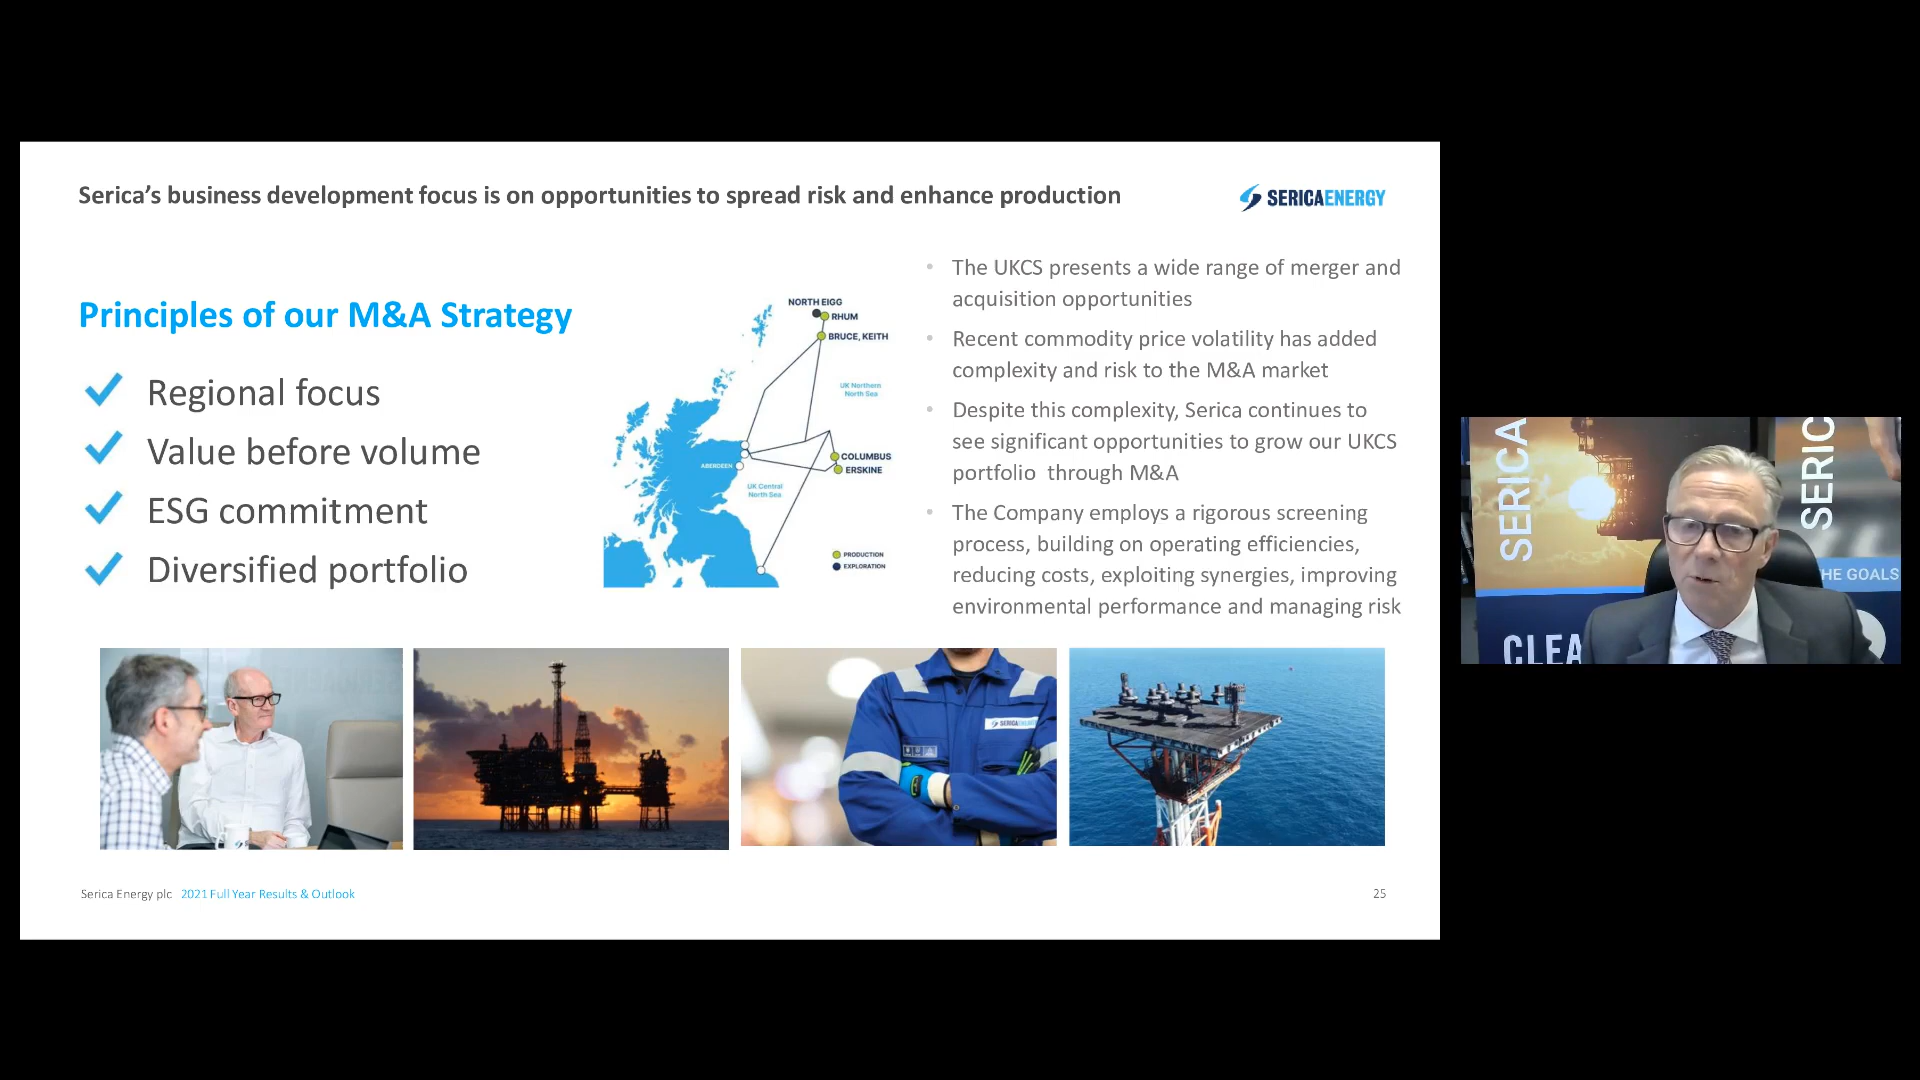 Serica’s business development focus is on opportunities to spread risk and enhance production
SERICAENERGY
Principles of our M&A Strategy
Regional focus
Value before volume
ESG commitment
Diversified portfolio
NORTH EIGG
RHUM
BRUCE, KEITH
UK Northern
North Sea
COLUMBUS
ERSKINE
ABERDEEN
UK Central
North Sea
PRODUCTION
EXPLORATION
• The UKCS presents a wide range of merger and
acquisition opportunities
• Recent commodity price volatility has added
complexity and risk to the M&A market
• Despite this complexity, Serica continues to
see significant opportunities to grow our UKCS
portfolio through M&A
• The Company employs a rigorous screening
process, building on operating efficiencies,
reducing costs, exploiting synergies, improving
environmental performance and managing risk
SERICAENERGY
Serica Energy plc 2021 Full Year Results & Outlook
25
SERICA
SERIC
HE GOALS
CLEA